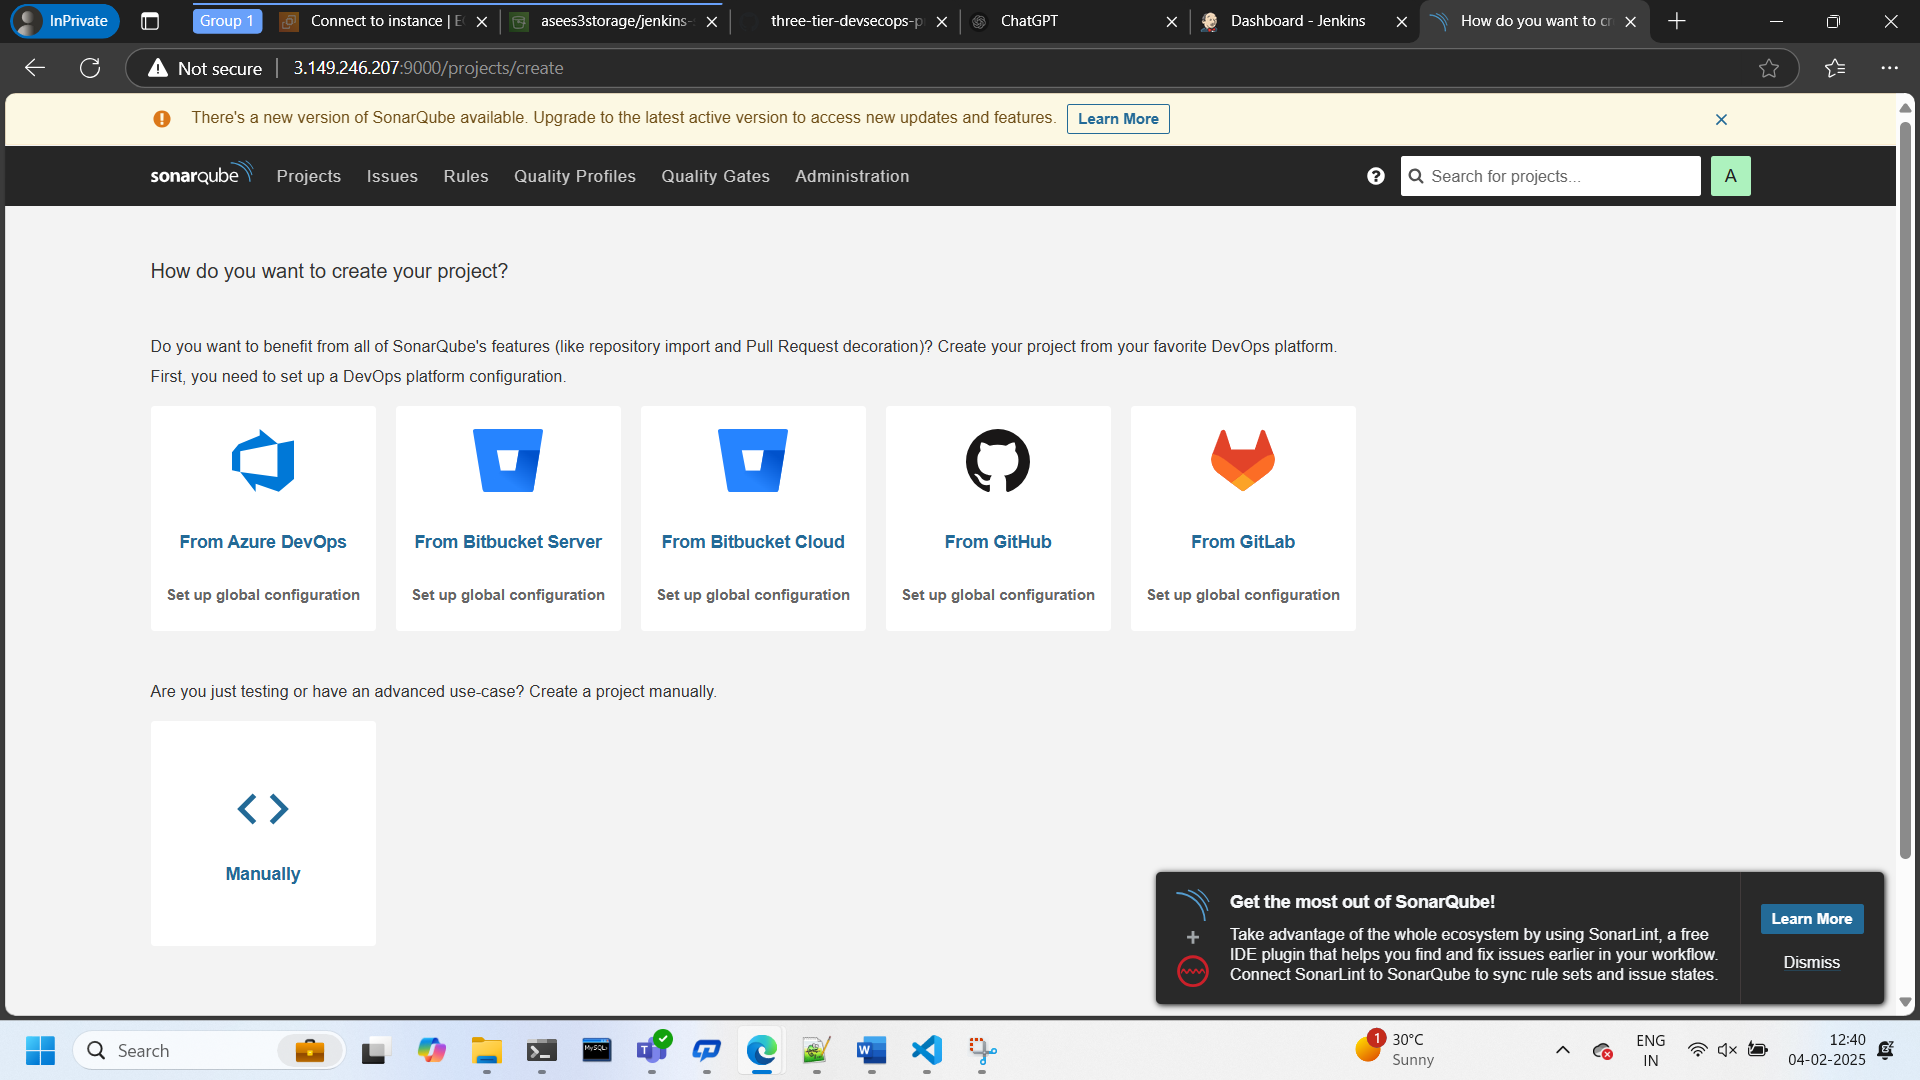 InPrivate
Group 1
Connect to instance | E
asees3storage/jenkins-
three-tier-devsecops-p
ChatGPT
Dashboard - Jenkins
How do you want to cr
Not secure
3.149.246.207:9000/projects/create
There's a new version of SonarQube available. Upgrade to the latest active version to access new updates and features.
Learn More
sonarqube
Projects
Issues
Rules
Quality Profiles
Quality Gates
Administration
?
Search for projects...
A
How do you want to create your project?
Do you want to benefit from all of SonarQube's features (like repository import and Pull Request decoration)? Create your project from your favorite DevOps platform.
First, you need to set up a DevOps platform configuration.
From Azure DevOps
From Bitbucket Server
From Bitbucket Cloud
From GitHub
From GitLab
Set up global configuration
Set up global configuration
Set up global configuration
Set up global configuration
Set up global configuration
Are you just testing or have an advanced use-case? Create a project manually.
Manually
Get the most out of SonarQube!
Take advantage of the whole ecosystem by using SonarLint, a free
IDE plugin that helps you find and fix issues earlier in your workflow.
Connect SonarLint to SonarQube to sync rule sets and issue states.
Learn More
Dismiss
Search
MySQL
1
30°C
Sunny
ENG
IN
12:40
04-02-2025